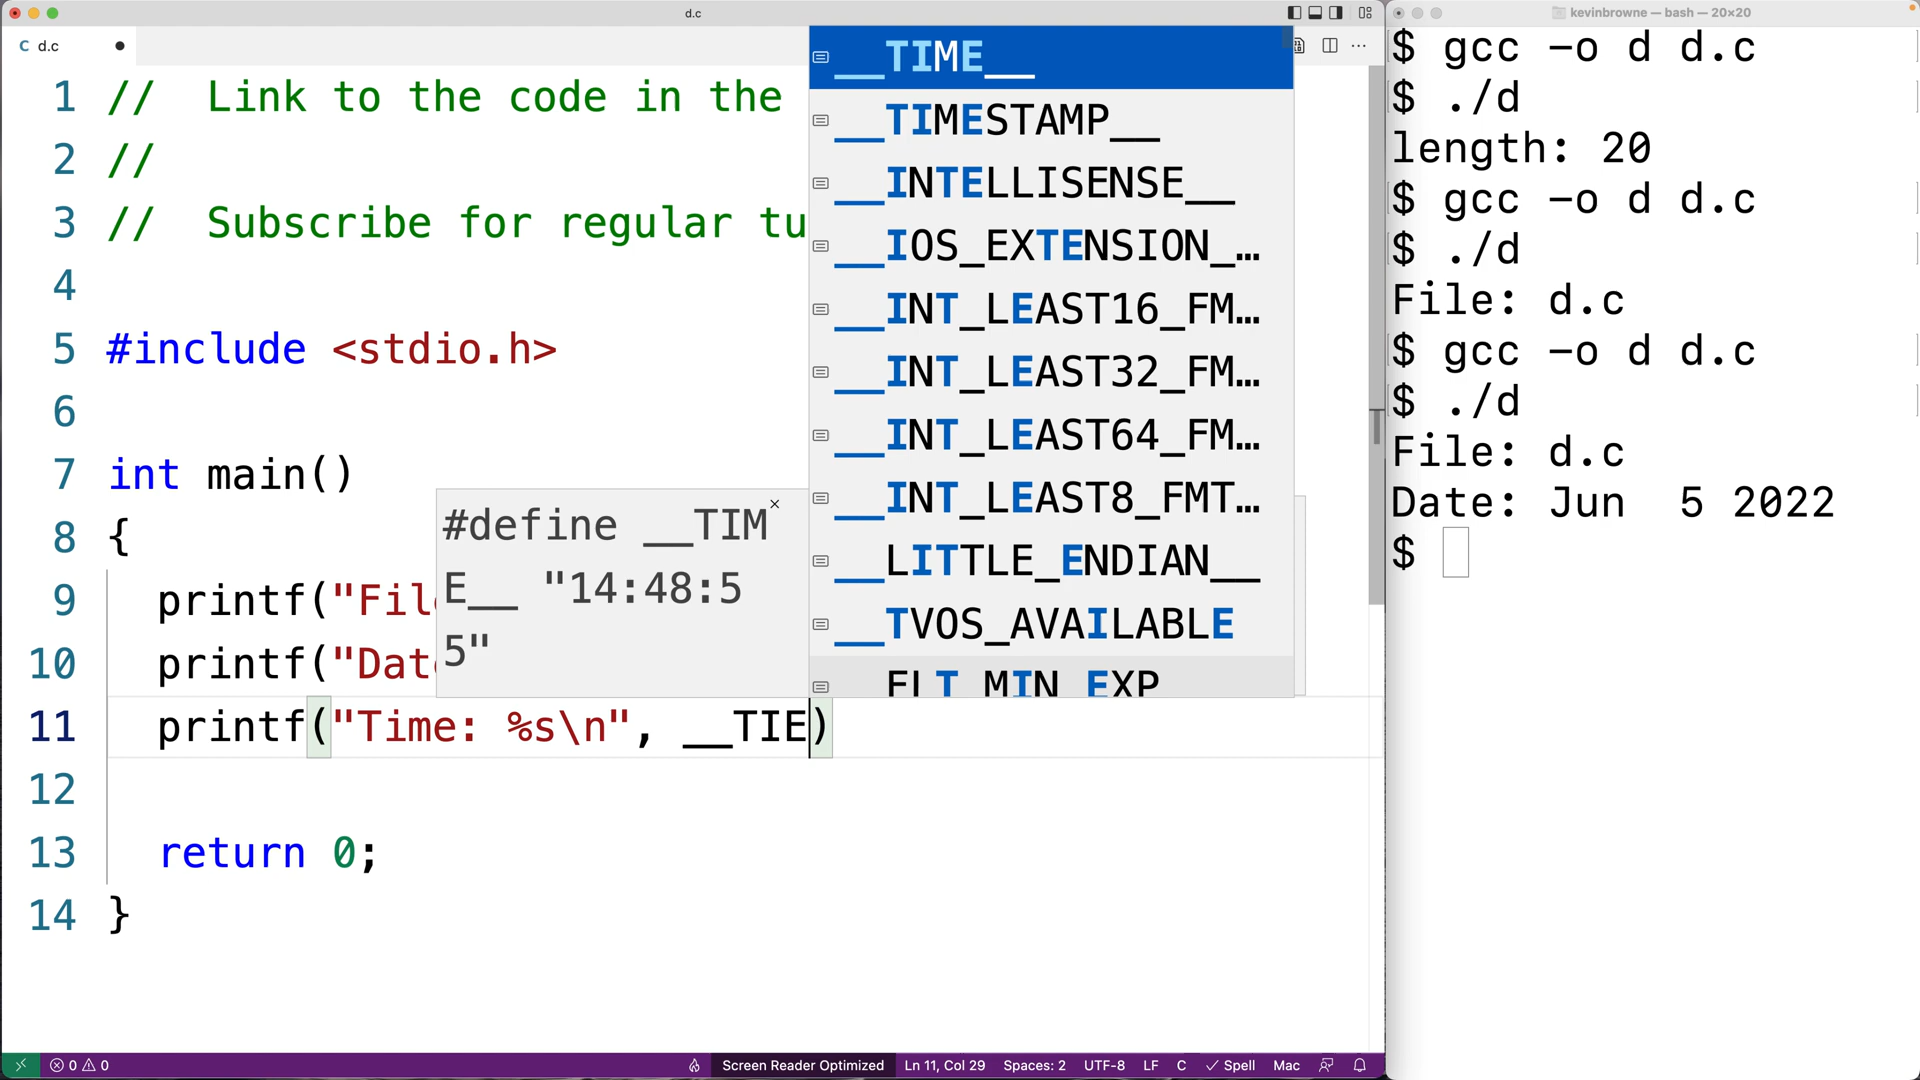 d.c
C d.c
1 // Link to the code in the
2 //
3 // Subscribe for regular tu
4
5 #include <stdio.h>
6
7 int main()
8 {
9 printf("Fil
10 printf("Dat
11 printf("Time: %s\n", __TIE)
12
13 return 0;
14 }
#define __TIM
E__ "14:48:5
5"
__TIME__
__TIMESTAMP__
__INTELLISENSE__
__IOS_EXTENSION_…
__INT_LEAST16_FM…
__INT_LEAST32_FM…
__INT_LEAST64_FM…
__INT_LEAST8_FMT…
__LITTLE_ENDIAN__
__TVOS_AVAILABLE
FLT_MIN_EXP
0 0 Screen Reader Optimized Ln 11, Col 29 Spaces: 2 UTF-8 LF C Spell Mac
kevinbrowne — bash — 20×20
$ gcc -o d d.c
$ ./d
length: 20
$ gcc -o d d.c
$ ./d
File: d.c
$ gcc -o d d.c
$ ./d
File: d.c
Date: Jun  5 2022
$